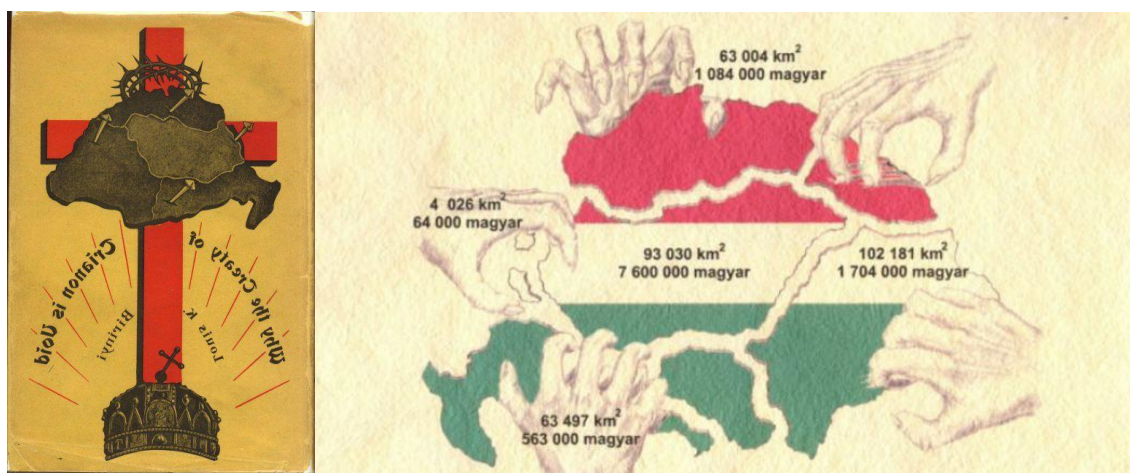 Why the Treaty of
Trianon is Void
Louis K.
Birinyi
63 004 km²
1 084 000 magyar
4 026 km²
64 000 magyar
93 030 km²
7 600 000 magyar
102 181 km²
1 704 000 magyar
63 497 km²
563 000 magyar